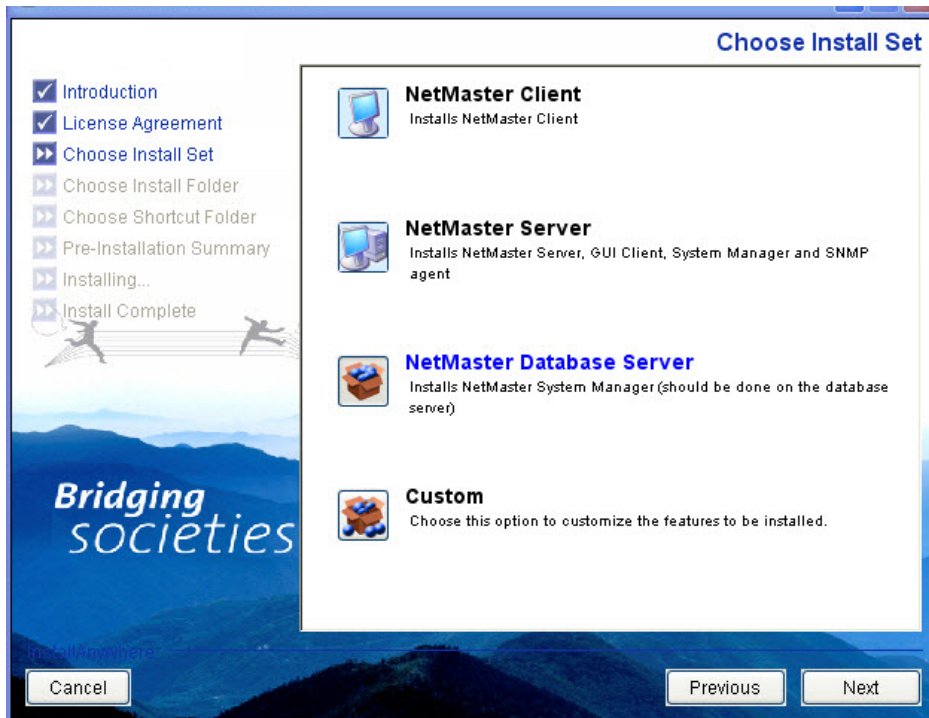 Choose Install Set
Introduction
License Agreement
Choose Install Set
Choose Install Folder
Choose Shortcut Folder
Pre-Installation Summary
Installing...
Install Complete
NetMaster Client
Installs NetMaster Client
NetMaster Server
Installs NetMaster Server, GUI Client, System Manager and SNMP
agent
NetMaster Database Server
Installs NetMaster System Manager (should be done on the database
server)
Custom
Choose this option to customize the features to be installed.
Bridging
societies
InstallAnywhere
Cancel
Previous
Next